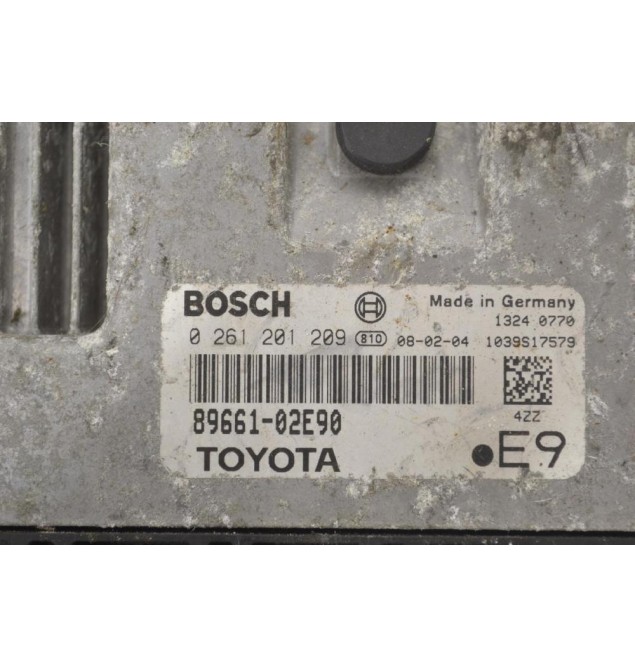 BOSCH Made in Germany
1324 0770
0 261 201 209 810 08-02-04 1039S17579
89661-02E90
4ZZ
TOYOTA •E9